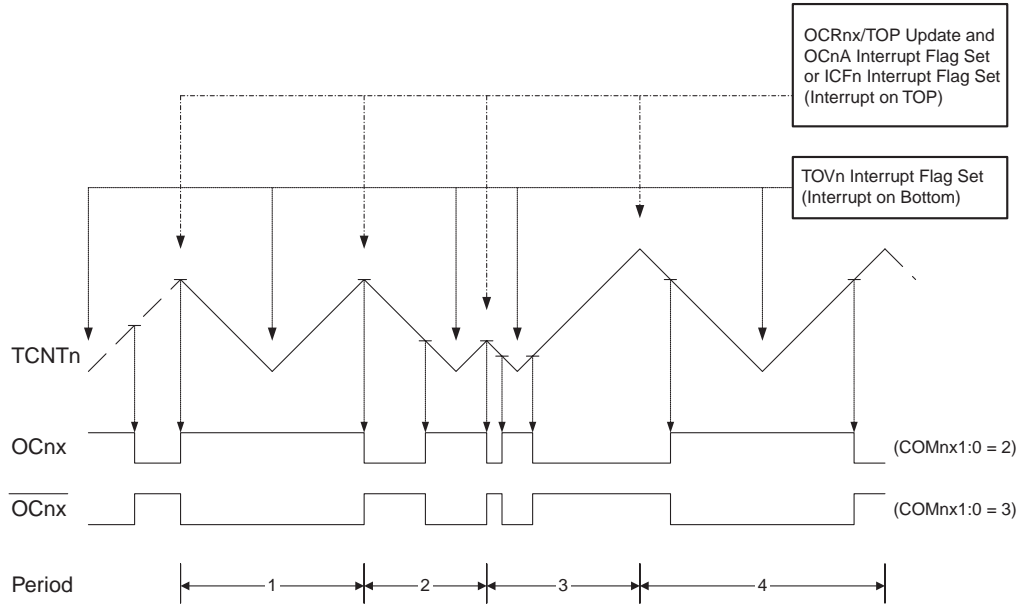 OCRnx/TOP Update and
OCnA Interrupt Flag Set
or ICFn Interrupt Flag Set
(Interrupt on TOP)
TOVn Interrupt Flag Set
(Interrupt on Bottom)
TCNTn
OCnx
(COMnx1:0 = 2)
OCnx
(COMnx1:0 = 3)
Period
1
2
3
4